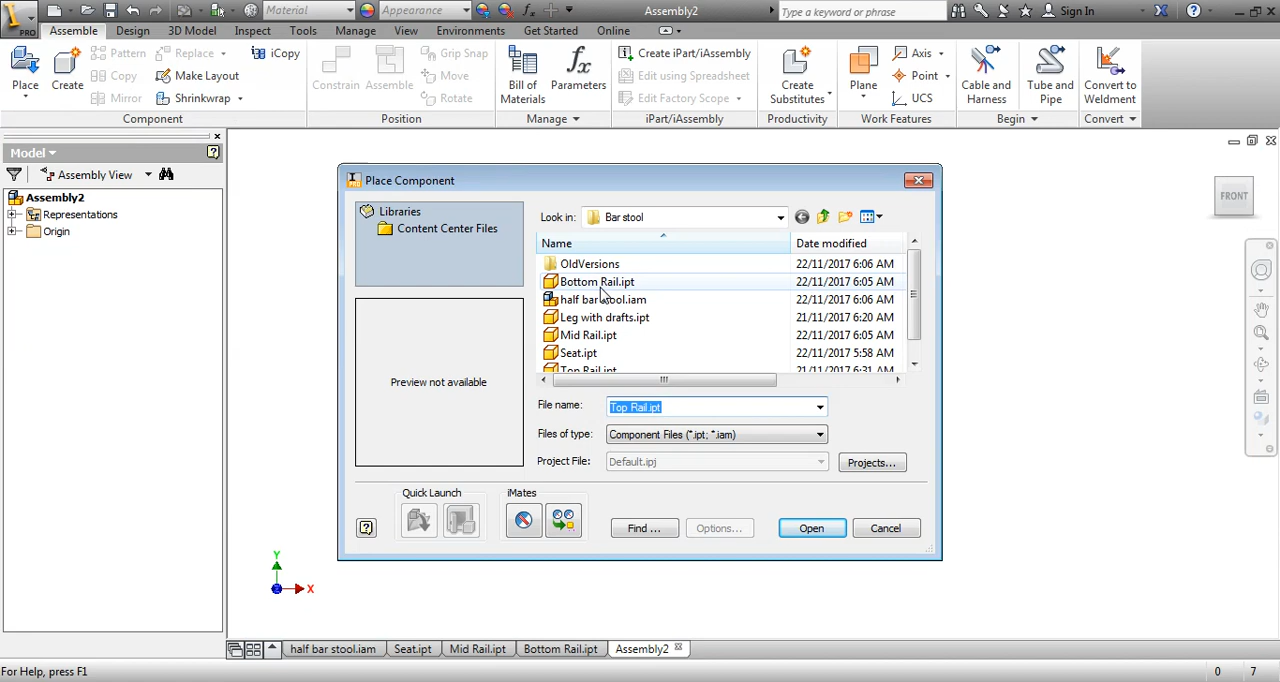 Material
Appearance
Assembly2
Type a keyword or phrase
Sign In
PRO
Assemble
Design
3D Model
Inspect
Tools
Manage
View
Environments
Get Started
Online
Place
Create
Pattern
Copy
Mirror
Replace
Make Layout
Shrinkwrap
iCopy
Component
Constrain
Assemble
Grip Snap
Move
Rotate
Position
Bill of
Materials
Parameters
Manage
Create iPart/iAssembly
Edit using Spreadsheet
Edit Factory Scope
iPart/iAssembly
Create
Substitutes
Productivity
Plane
Axis
Point
UCS
Work Features
Cable and
Harness
Tube and
Pipe
Begin
Convert to
Weldment
Convert
Model
Assembly View
Assembly2
Representations
Origin
FRONT
Place Component
Libraries
Content Center Files
Preview not available
Look in: Bar stool
Name Date modified
OldVersions 22/11/2017 6:06 AM
Bottom Rail.ipt 22/11/2017 6:05 AM
half bar stool.iam 22/11/2017 6:06 AM
Leg with drafts.ipt 21/11/2017 6:20 AM
Mid Rail.ipt 22/11/2017 6:05 AM
Seat.ipt 22/11/2017 5:58 AM
Top Rail.ipt 21/11/2017 6:31 AM
File name: Top Rail.ipt
Files of type: Component Files (*.ipt; *.iam)
Project File: Default.ipj
Projects...
Quick Launch
iMates
Find ...
Options...
Open
Cancel
Y
X
Z
half bar stool.iam
Seat.ipt
Mid Rail.ipt
Bottom Rail.ipt
Assembly2
For Help, press F1
0
7